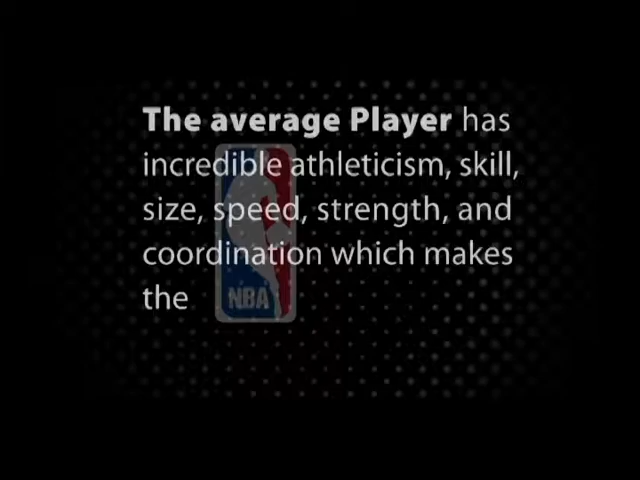 The average Player has
incredible athleticism, skill,
size, speed, strength, and
coordination which makes
the
NBA